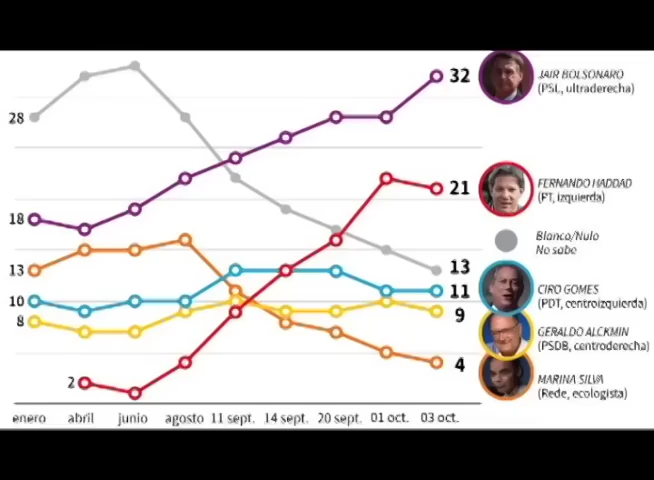 32
JAIR BOLSONARO
(PSL, ultraderecha)
28
21
FERNANDO HADDAD
(PT, izquierda)
18
Blanco/Nulo
No sabe
13
13
11
CIRO GOMES
(PDT, centroizquierda)
10
9
GERALDO ALCKMIN
(PSDB, centroderecha)
8
4
MARINA SILVA
(Rede, ecologista)
2
enero abril junio agosto 11 sept. 14 sept. 20 sept. 01 oct. 03 oct.